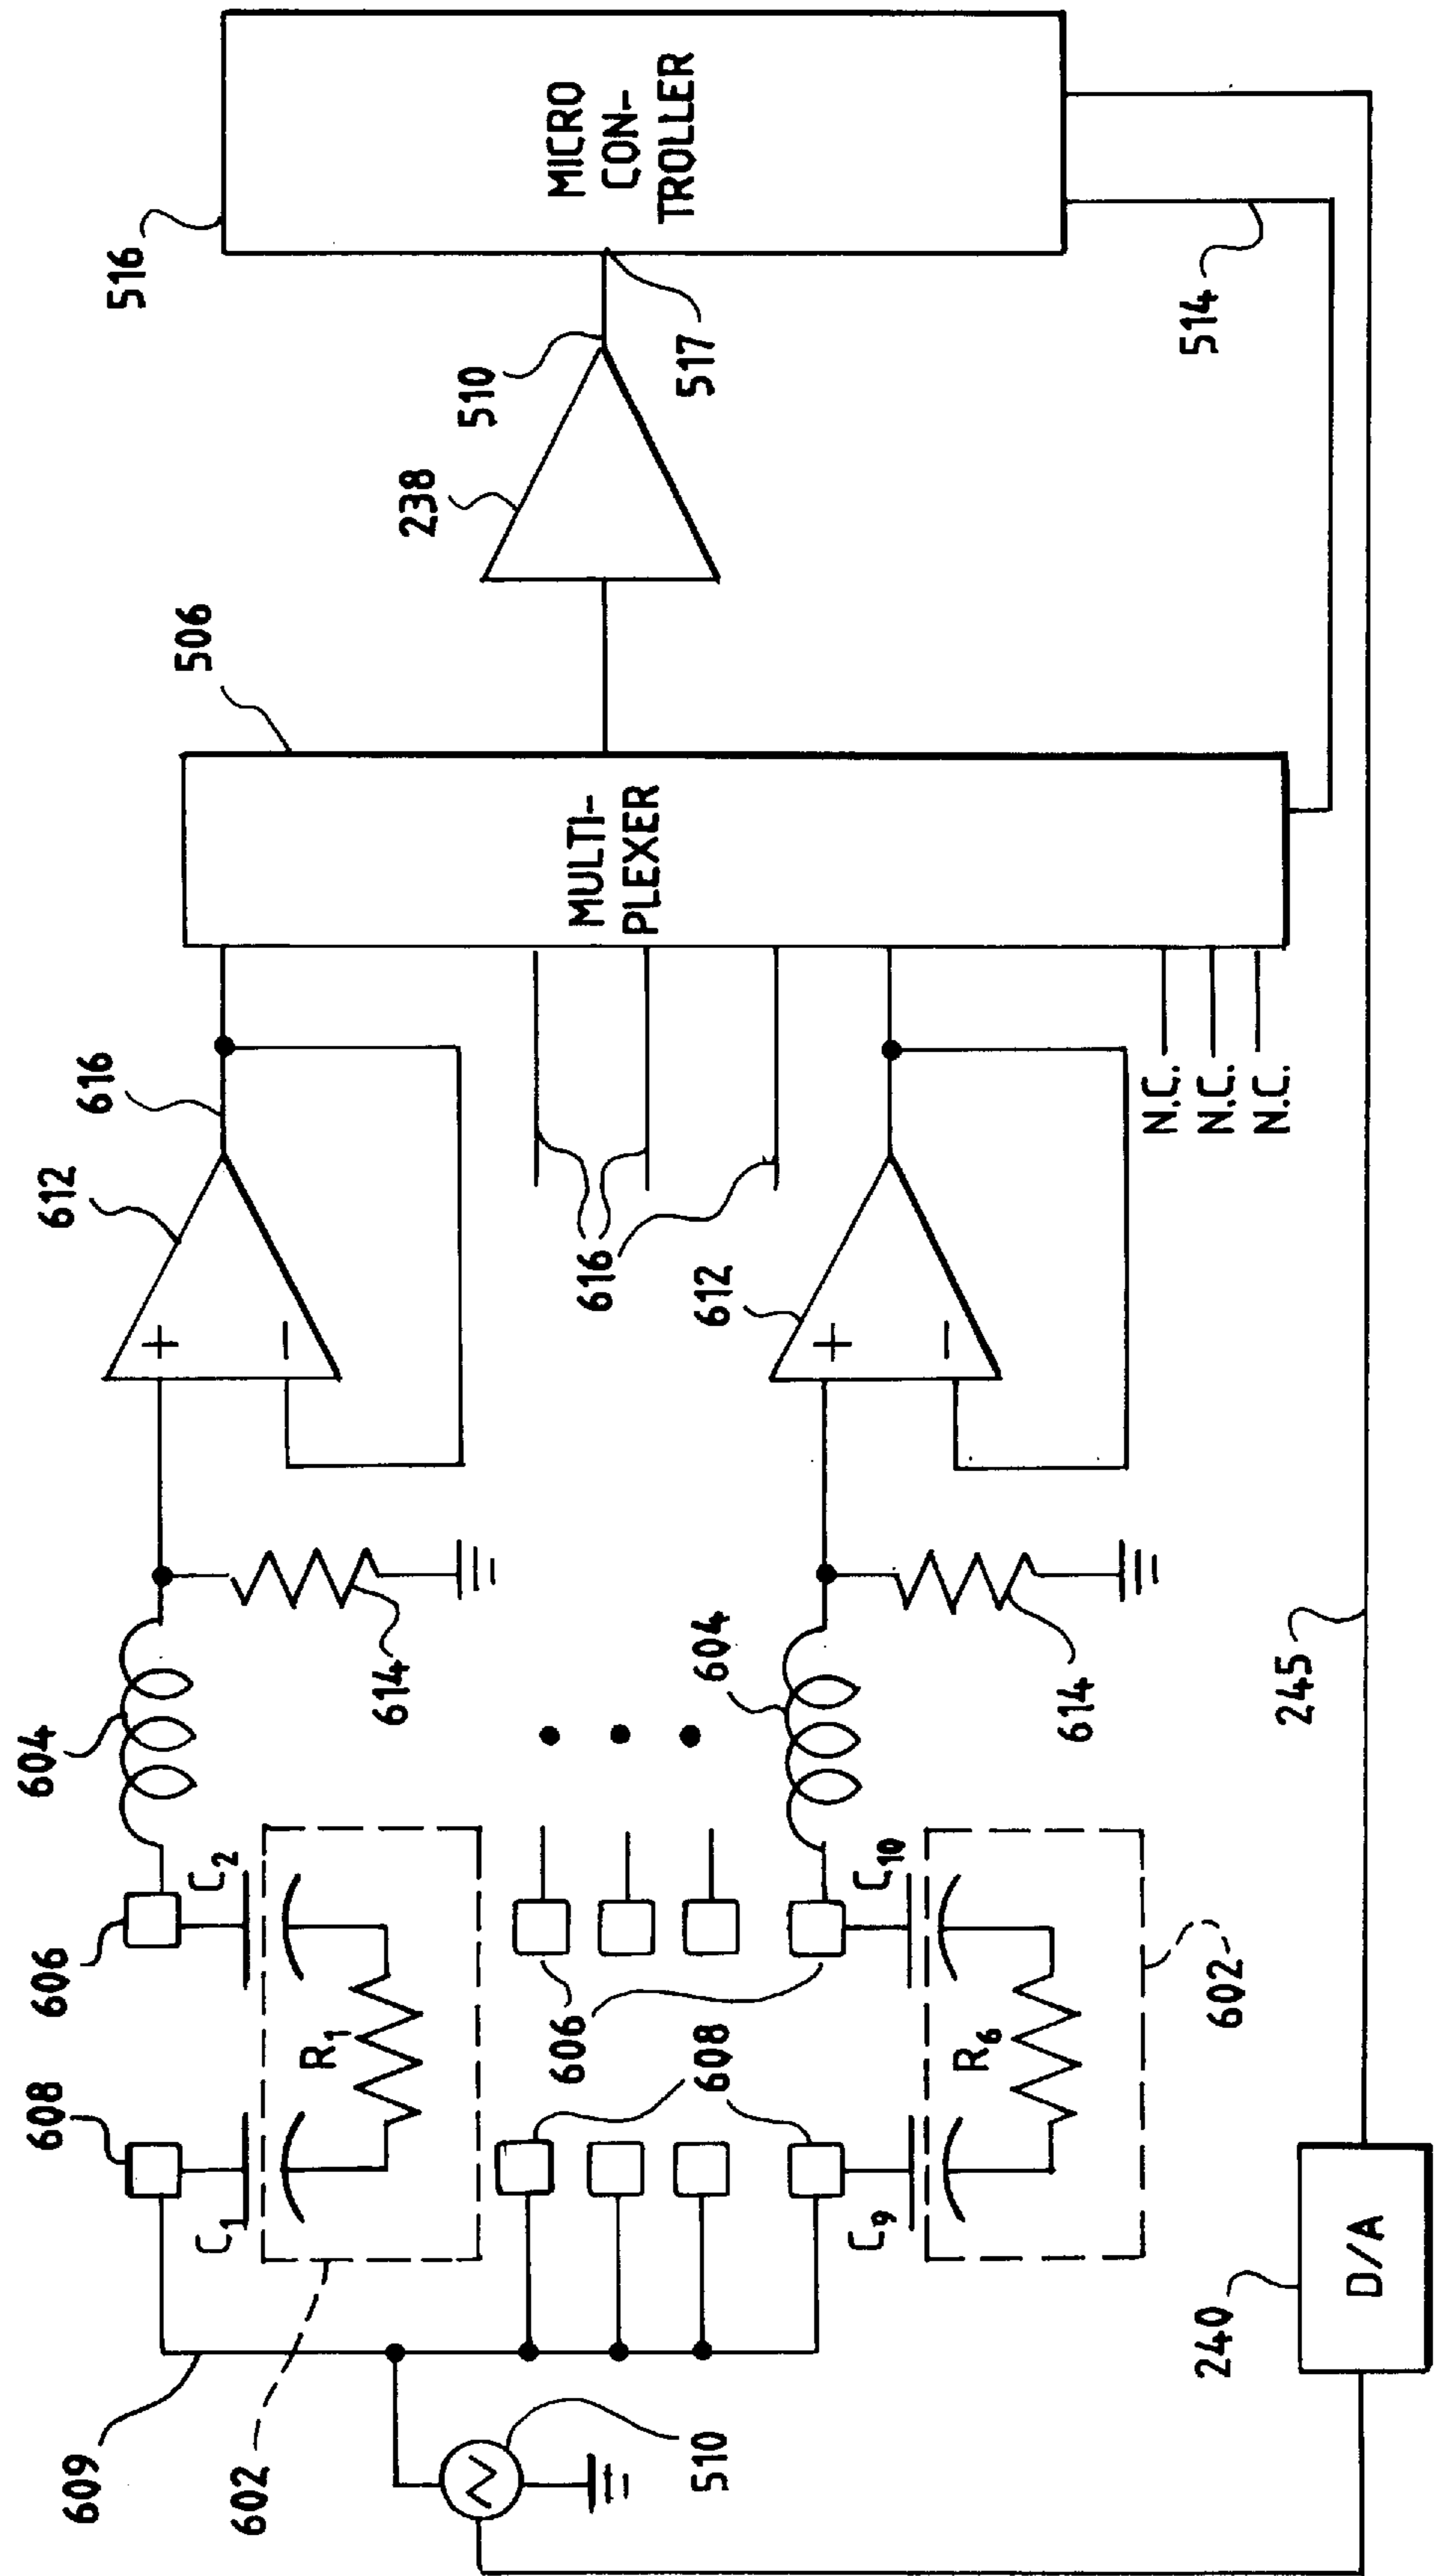 609
602
510
608
C₁
R₁
606
C₂
604
614
612
616
506
MULTI-
PLEXER
238
510
517
516
MICRO
CON-
TROLLER
514
616
612
N.C.
N.C.
N.C.
604
614
606
608
C₉
R₆
C₁₀
602
240
D/A
245